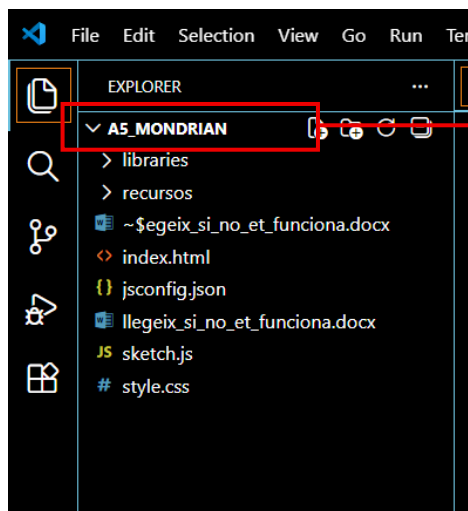 File Edit Selection View Go Run Ter
EXPLORER ...
A5_MONDRIAN
libraries
recursos
~$egeix_si_no_et_funciona.docx
index.html
{} jsconfig.json
llegeix_si_no_et_funciona.docx
JS sketch.js
# style.css